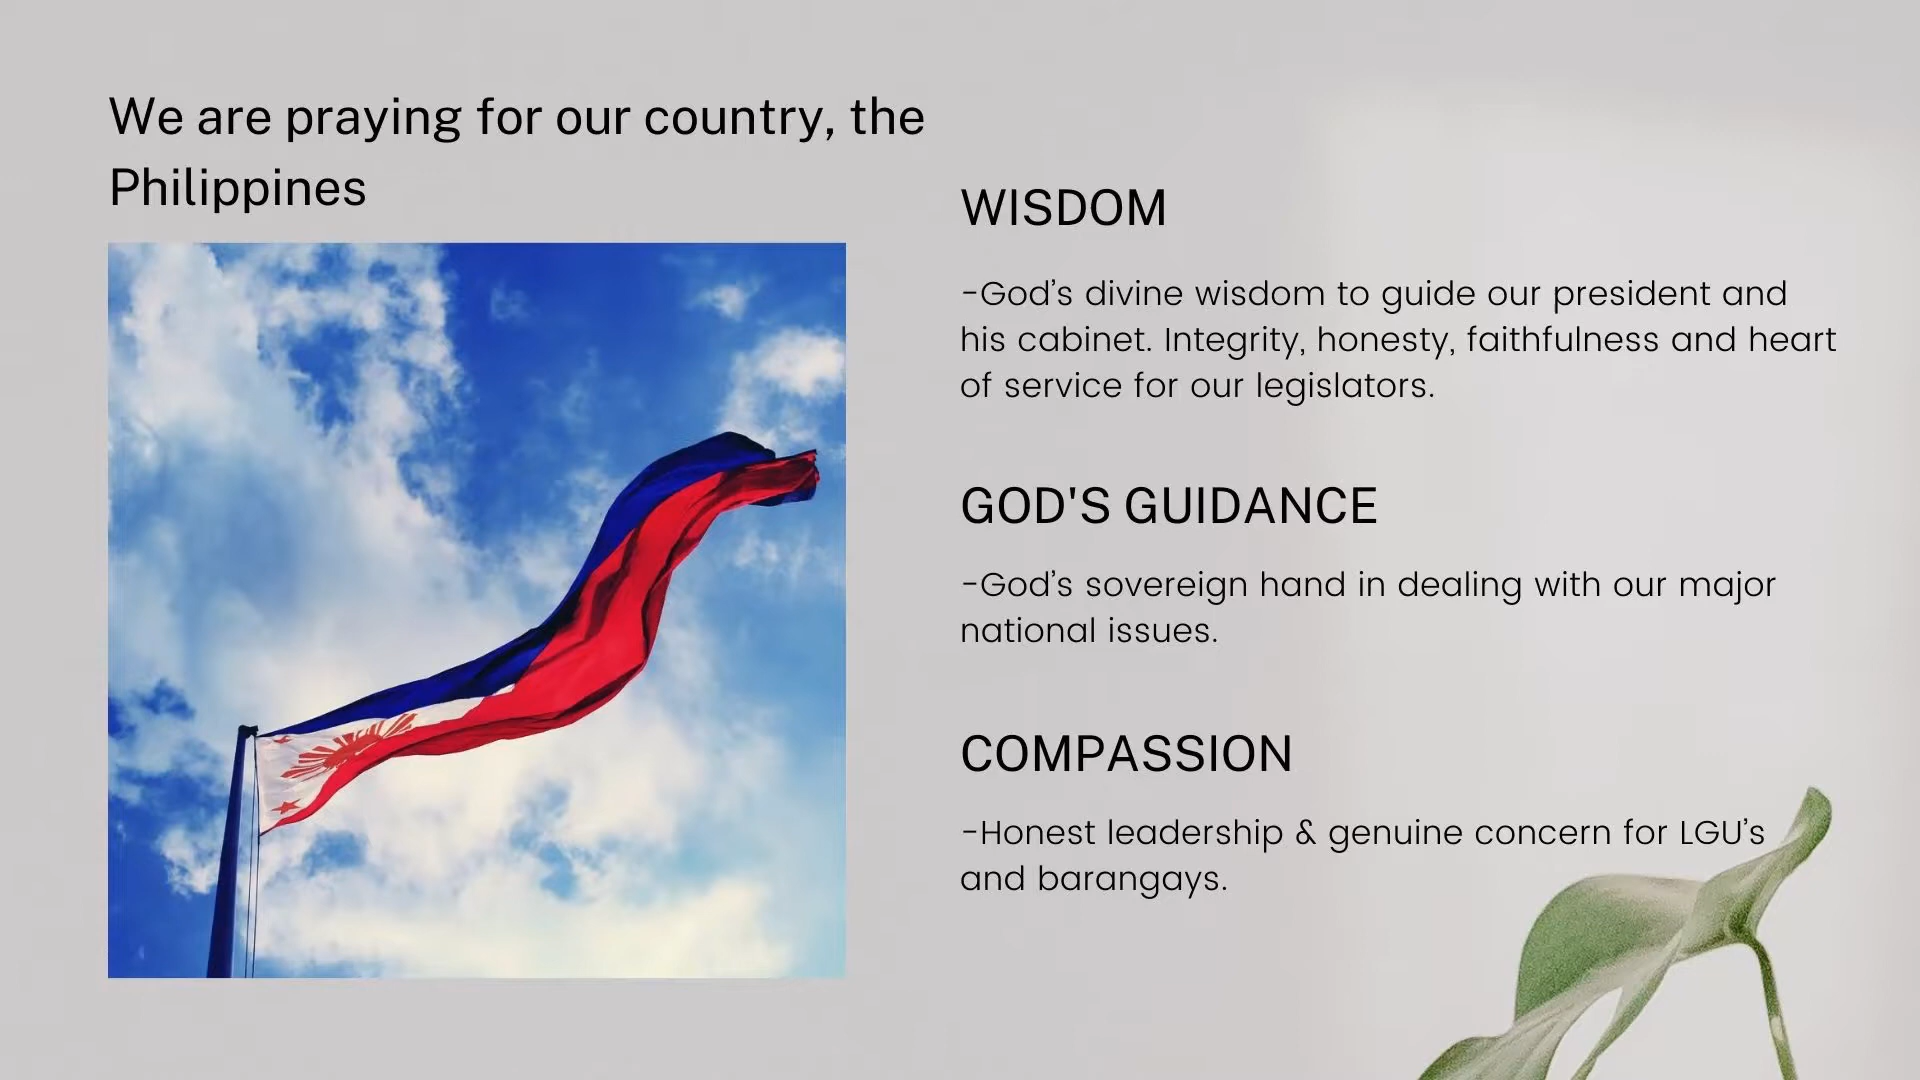 We are praying for our country, the
Philippines
WISDOM
-God’s divine wisdom to guide our president and
his cabinet. Integrity, honesty, faithfulness and heart
of service for our legislators.
GOD'S GUIDANCE
-God’s sovereign hand in dealing with our major
national issues.
COMPASSION
-Honest leadership & genuine concern for LGU’s
and barangays.